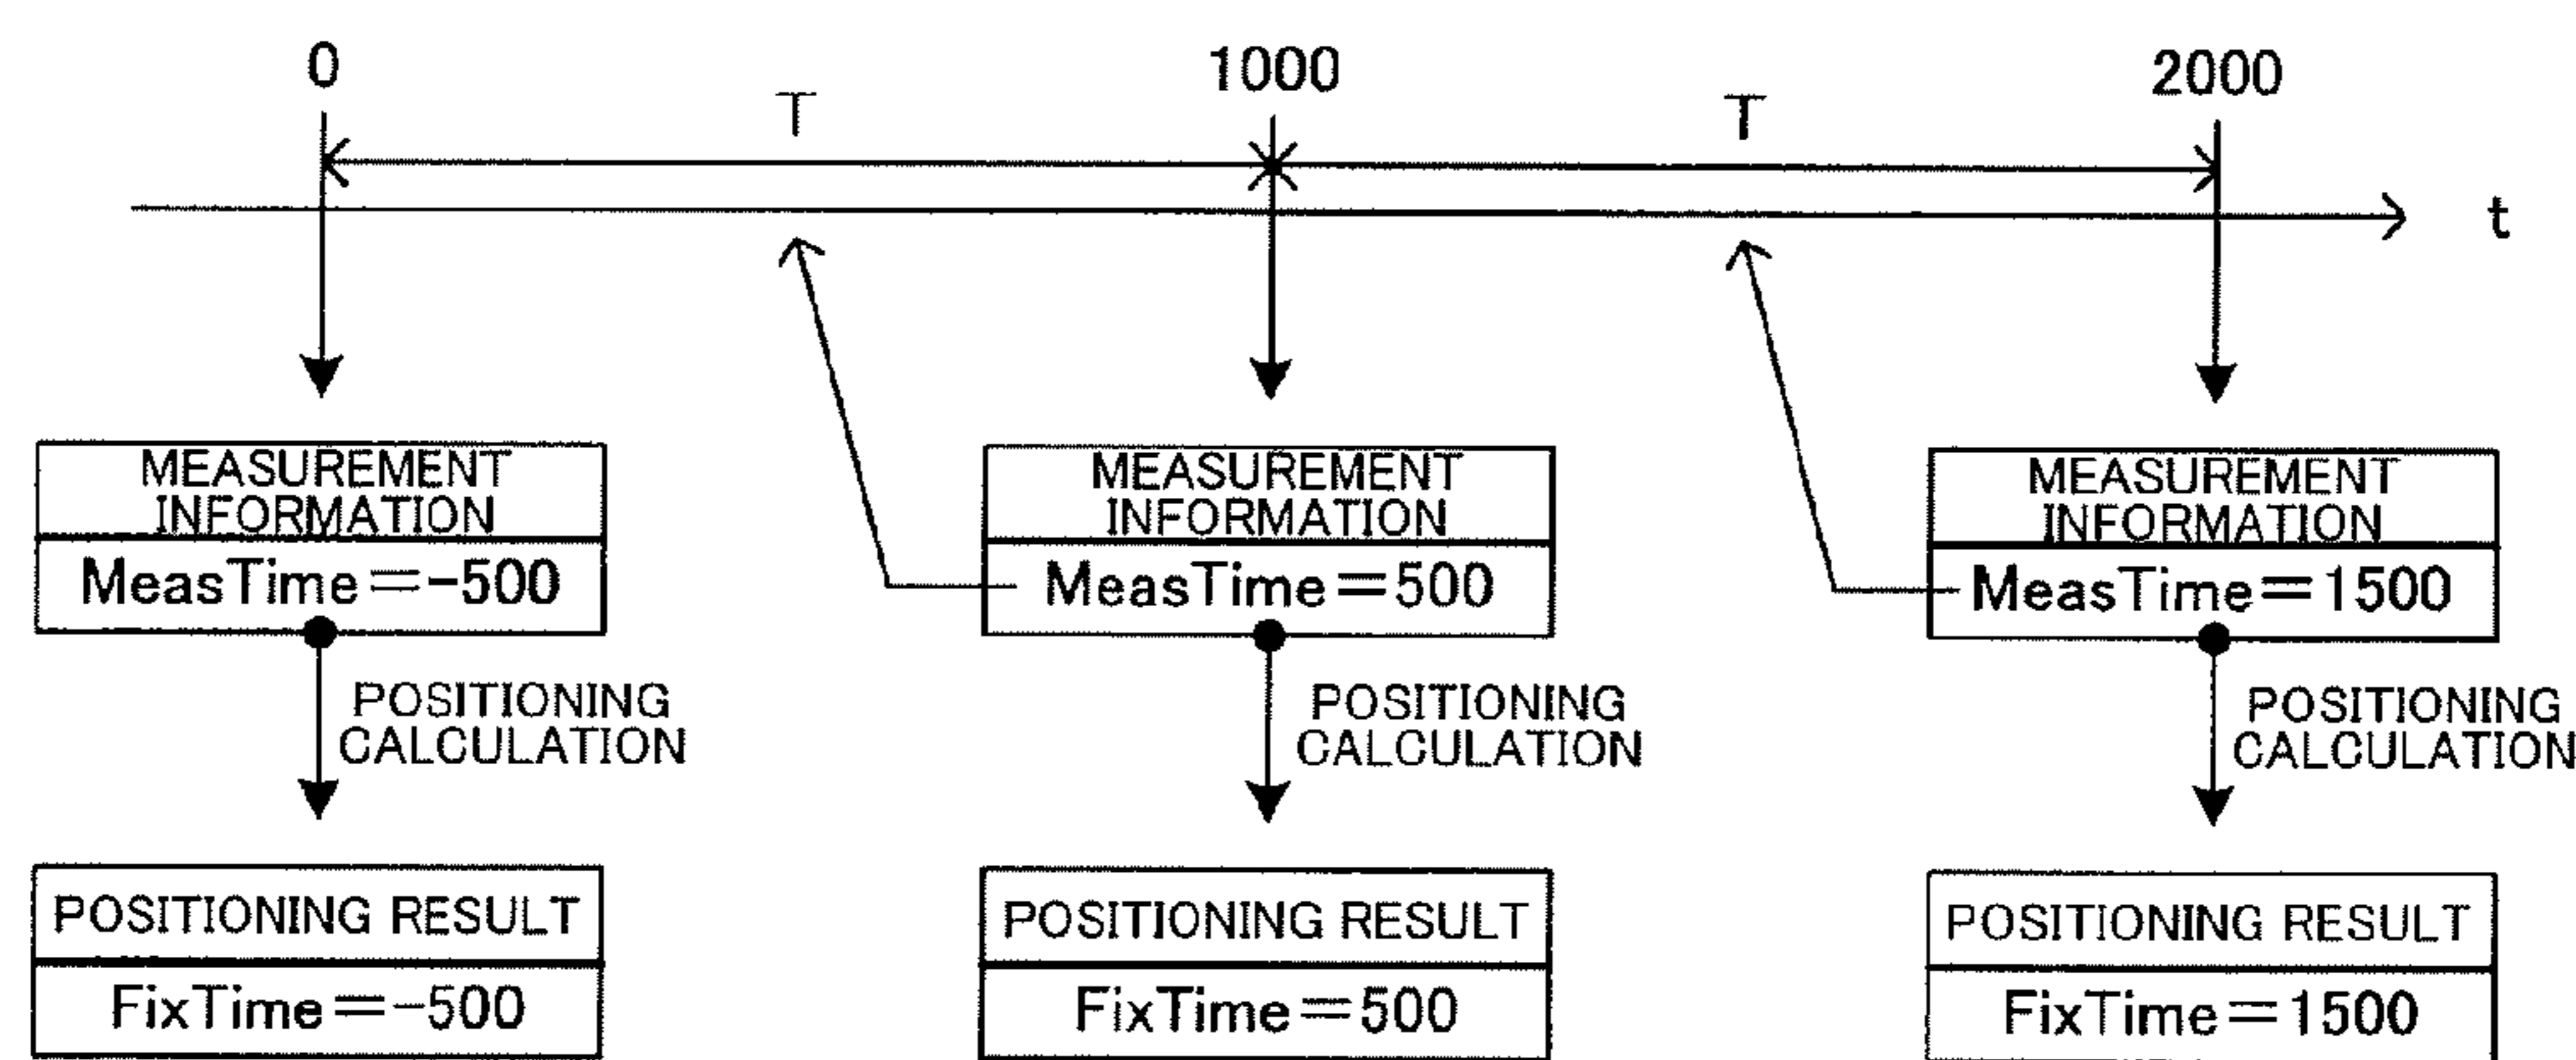 0
1000
2000
T
T
t
MEASUREMENT
INFORMATION
MeasTime=-500
MEASUREMENT
INFORMATION
MeasTime=500
MEASUREMENT
INFORMATION
MeasTime=1500
POSITIONING
CALCULATION
POSITIONING
CALCULATION
POSITIONING
CALCULATION
POSITIONING RESULT
FixTime=-500
POSITIONING RESULT
FixTime=500
POSITIONING RESULT
FixTime=1500